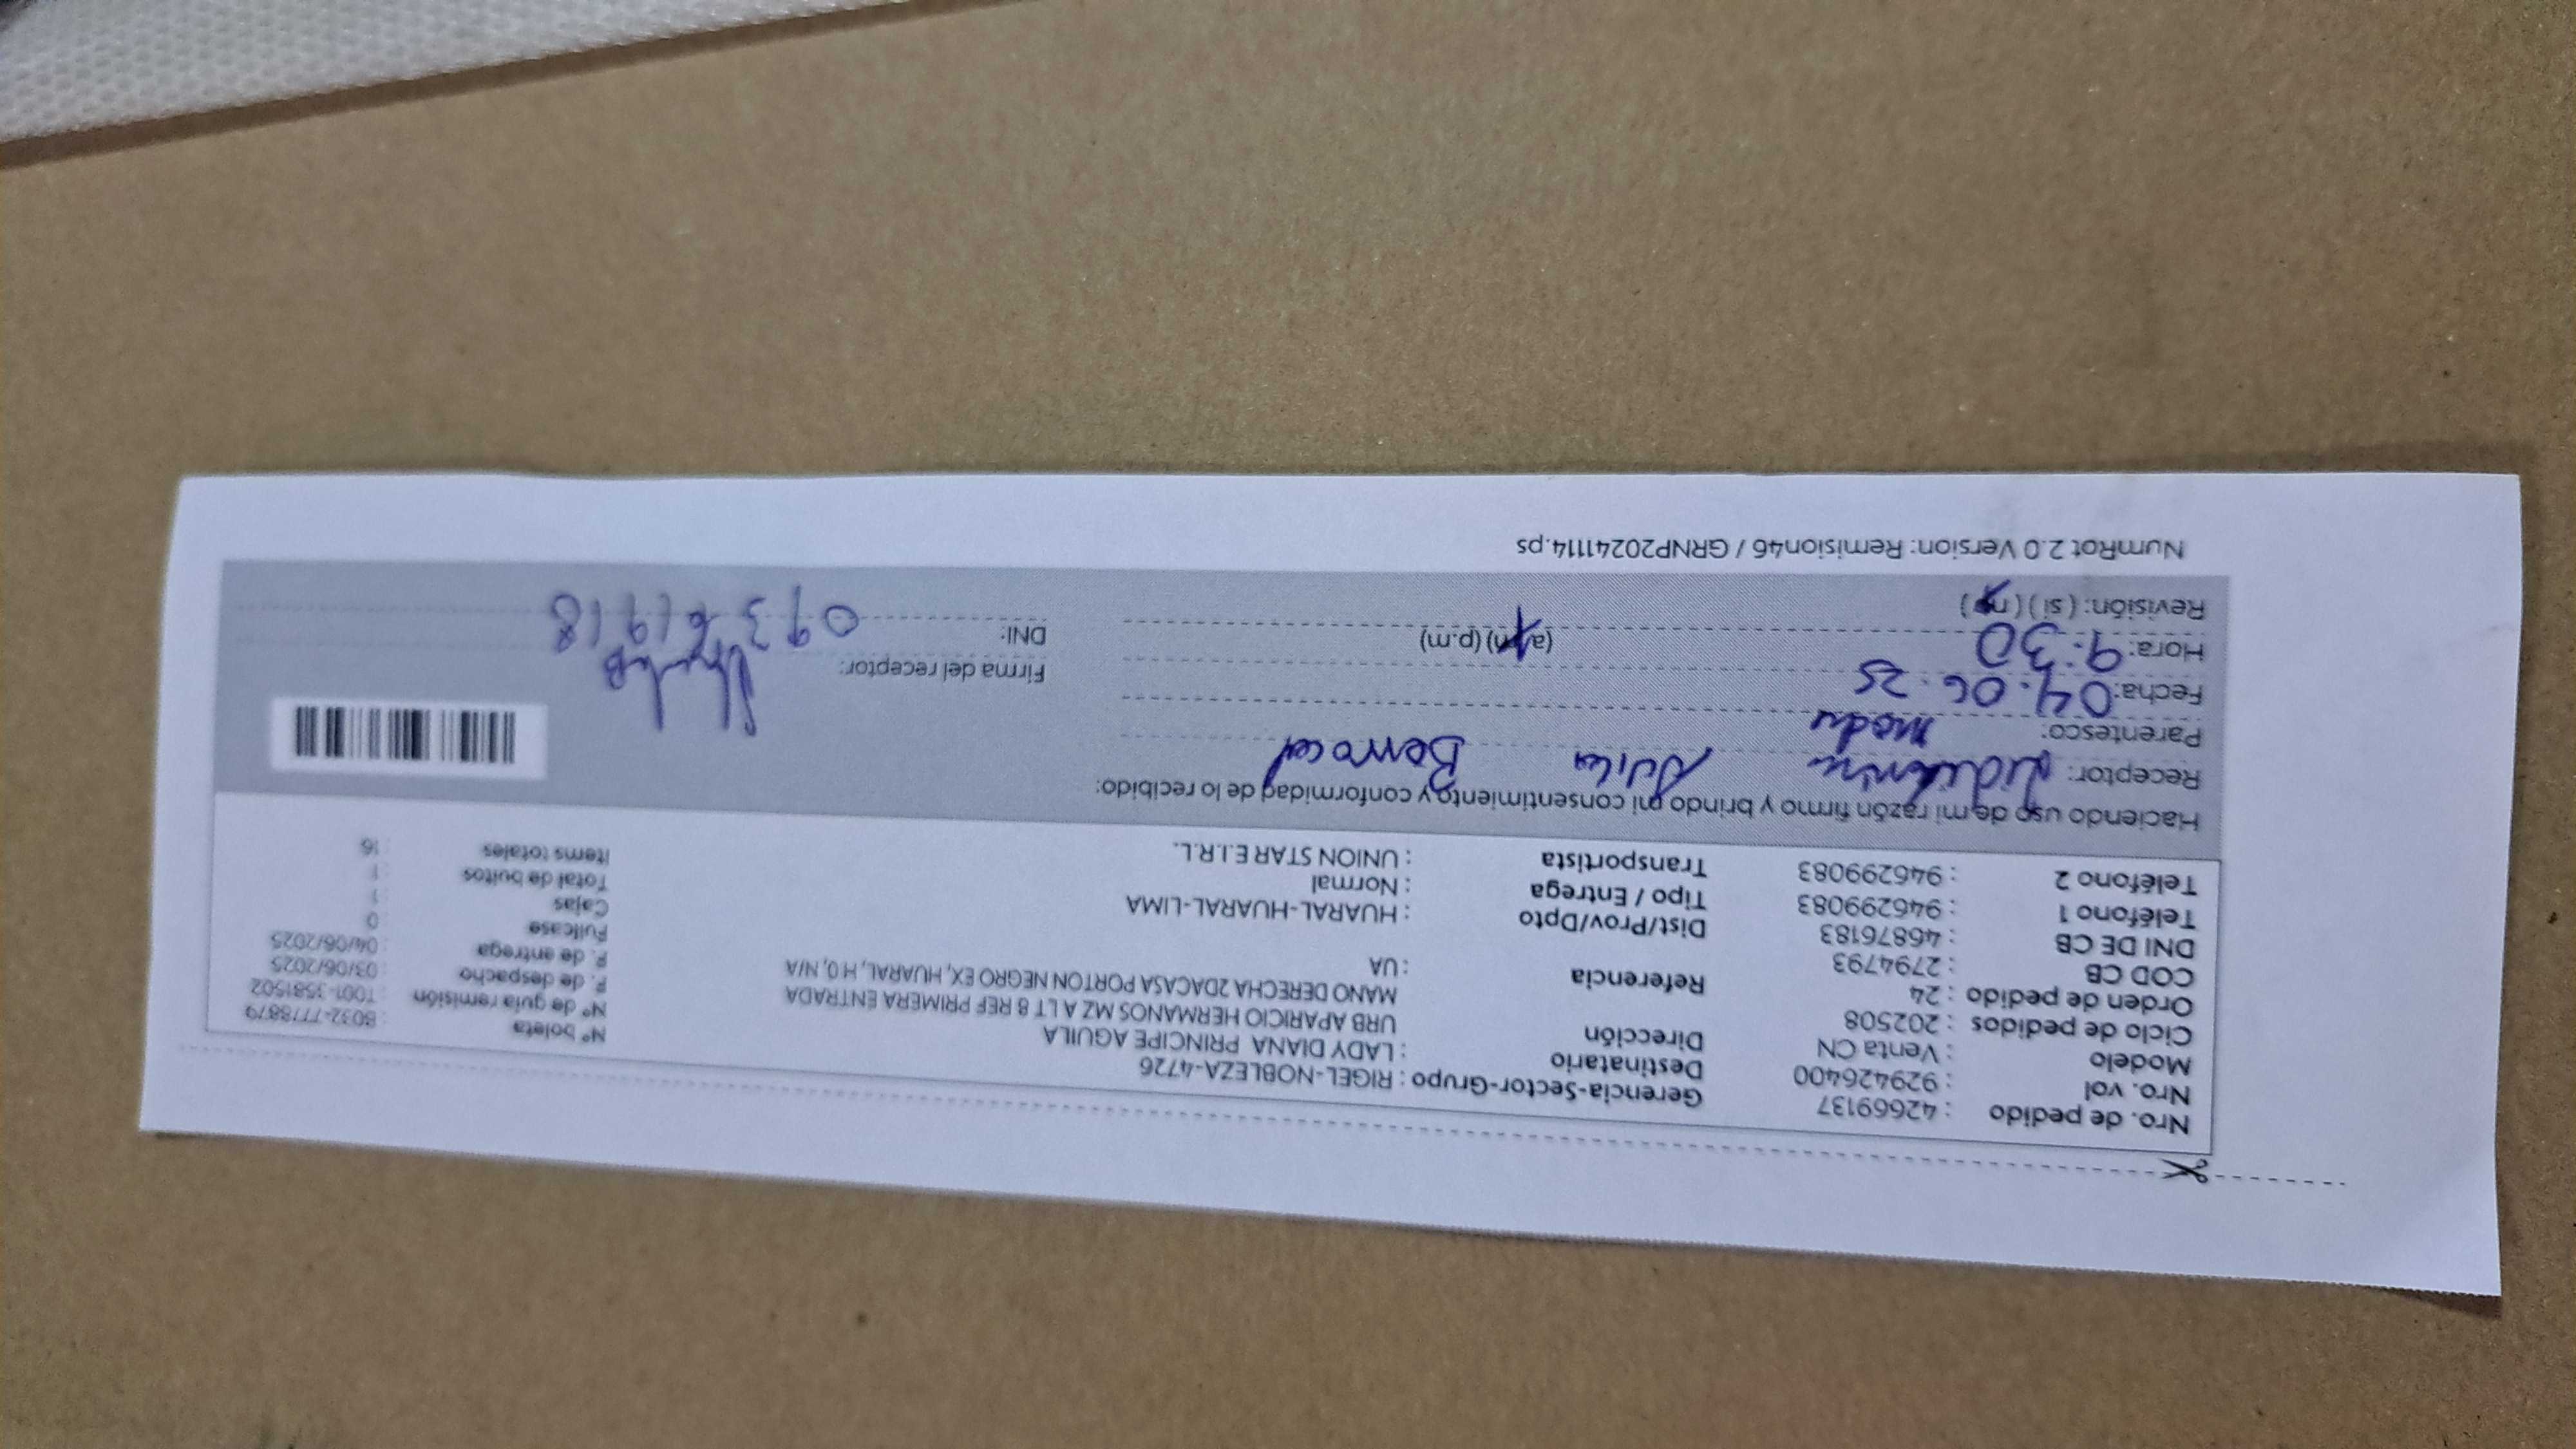 Nro. de pedido : 42669137
Nro. vol : 929426400
Modelo : Venta CN
Ciclo de pedidos : 202508
Orden de pedido : 24
COD CB : 2794793
DNI DE CB : 46876183
Teléfono 1 : 946299083
Teléfono 2 : 946299083
Gerencia-Sector-Grupo : RIGEL-NOBLEZA-4726
Destinatario : LADY DIANA PRINCIPE AGUILA
Dirección URB APARICIO HERMANOS MZ A LT 8 REF PRIMERA ENTRADA
MANO DERECHA 2DACASA PORTON NEGRO EX, HUARAL, H 0, N/A
Referencia : UA
Dist/Prov/Dpto : HUARAL-HUARAL-LIMA
Tipo / Entrega : Normal
Transportista : UNION STAR E.I.R.L.
Nº boleta : B032-7778879
Nº de guía remisión : T001-3581502
F. de despacho : 03/06/2025
F. de entrega : 04/06/2025
Fullcase : 0
Cajas : 1
Total de bultos : 1
Items totales : 16
Haciendo uso de mi razón firmo y brindo mi consentimiento y conformidad de lo recibido:
Receptor:
Parentesco: madre
Fecha: 04.06.25
Hora: 9:30 (a.m) (p.m)
Revisión: (si) (no)
Firma del receptor:
DNI:
NumRot 2.0 Version: Remision46 / GRNP20241114.ps